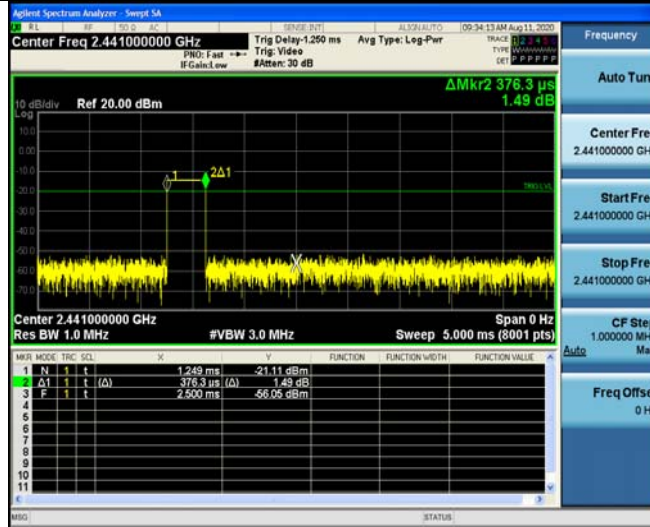 Agilent Spectrum Analyzer - Swept SA
RL RF 50 Ω AC SENSE:INT ALIGN AUTO 09:34:13 AM Aug 11, 2020
Center Freq 2.441000000 GHz
PNO: Fast
IFGain:Low
Trig Delay-1.250 ms
Trig: Video
#Atten: 30 dB
Avg Type: Log-Pwr
TRACE 1 2 3 4 5 6
TYPE
DET P P P P P P
ΔMkr2 376.3 µs
1.49 dB
10 dB/div Ref 20.00 dBm
Log
10.0
0.00
-10.0
-20.0
-30.0
-40.0
-50.0
-60.0
-70.0
1
2Δ1
TRIG LVL
Center 2.441000000 GHz Span 0 Hz
Res BW 1.0 MHz #VBW 3.0 MHz Sweep 5.000 ms (8001 pts)
MKR MODE TRC SCL X Y FUNCTION FUNCTION WIDTH FUNCTION VALUE
1 N 1 t 1.249 ms -21.11 dBm
2 Δ1 1 t (Δ) 376.3 µs (Δ) 1.49 dB
3 F 1 t 2.500 ms -56.05 dBm
4
5
6
7
8
9
10
11
MSG STATUS
Frequency
Auto Tun
Center Fre
2.441000000 GH
Start Fre
2.441000000 GH
Stop Fre
2.441000000 GH
CF Ste
1.000000 MH
Auto Ma
Freq Offse
0 H